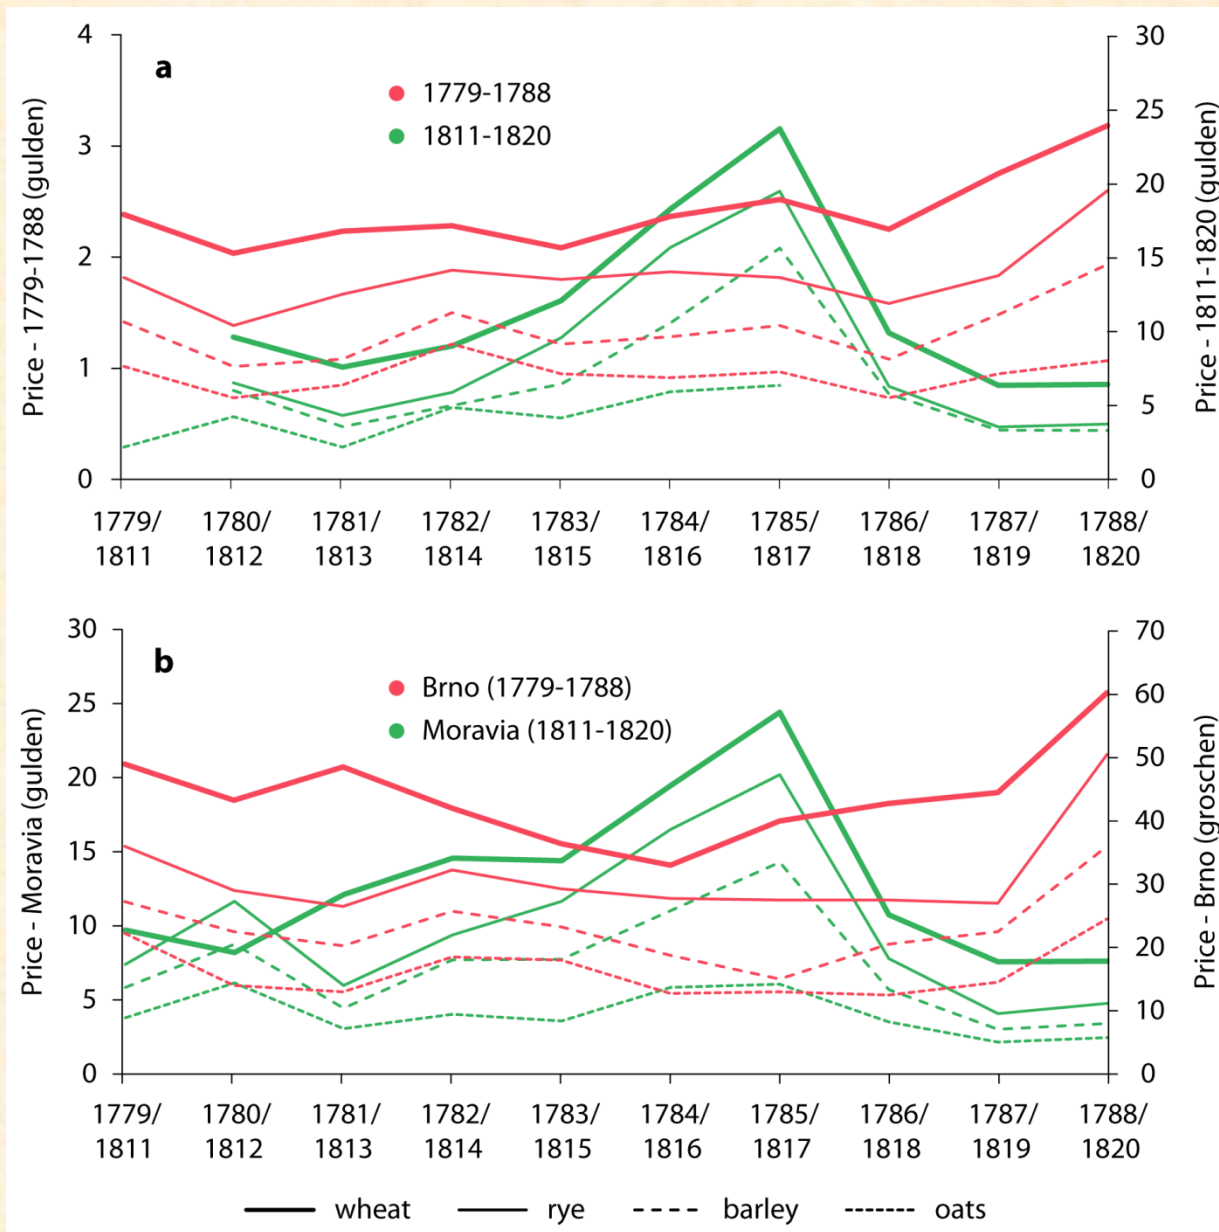 a
1779-1788
1811-1820
Price - 1779-1788 (gulden)
4
3
2
1
0
Price - 1811-1820 (gulden)
30
25
20
15
10
5
0
1779/ 1780/ 1781/ 1782/ 1783/ 1784/ 1785/ 1786/ 1787/ 1788/
1811 1812 1813 1814 1815 1816 1817 1818 1819 1820
b
Brno (1779-1788)
Moravia (1811-1820)
Price - Moravia (gulden)
30
25
20
15
10
5
0
Price - Brno (groschen)
70
60
50
40
30
20
10
0
1779/ 1780/ 1781/ 1782/ 1783/ 1784/ 1785/ 1786/ 1787/ 1788/
1811 1812 1813 1814 1815 1816 1817 1818 1819 1820
wheat rye barley oats